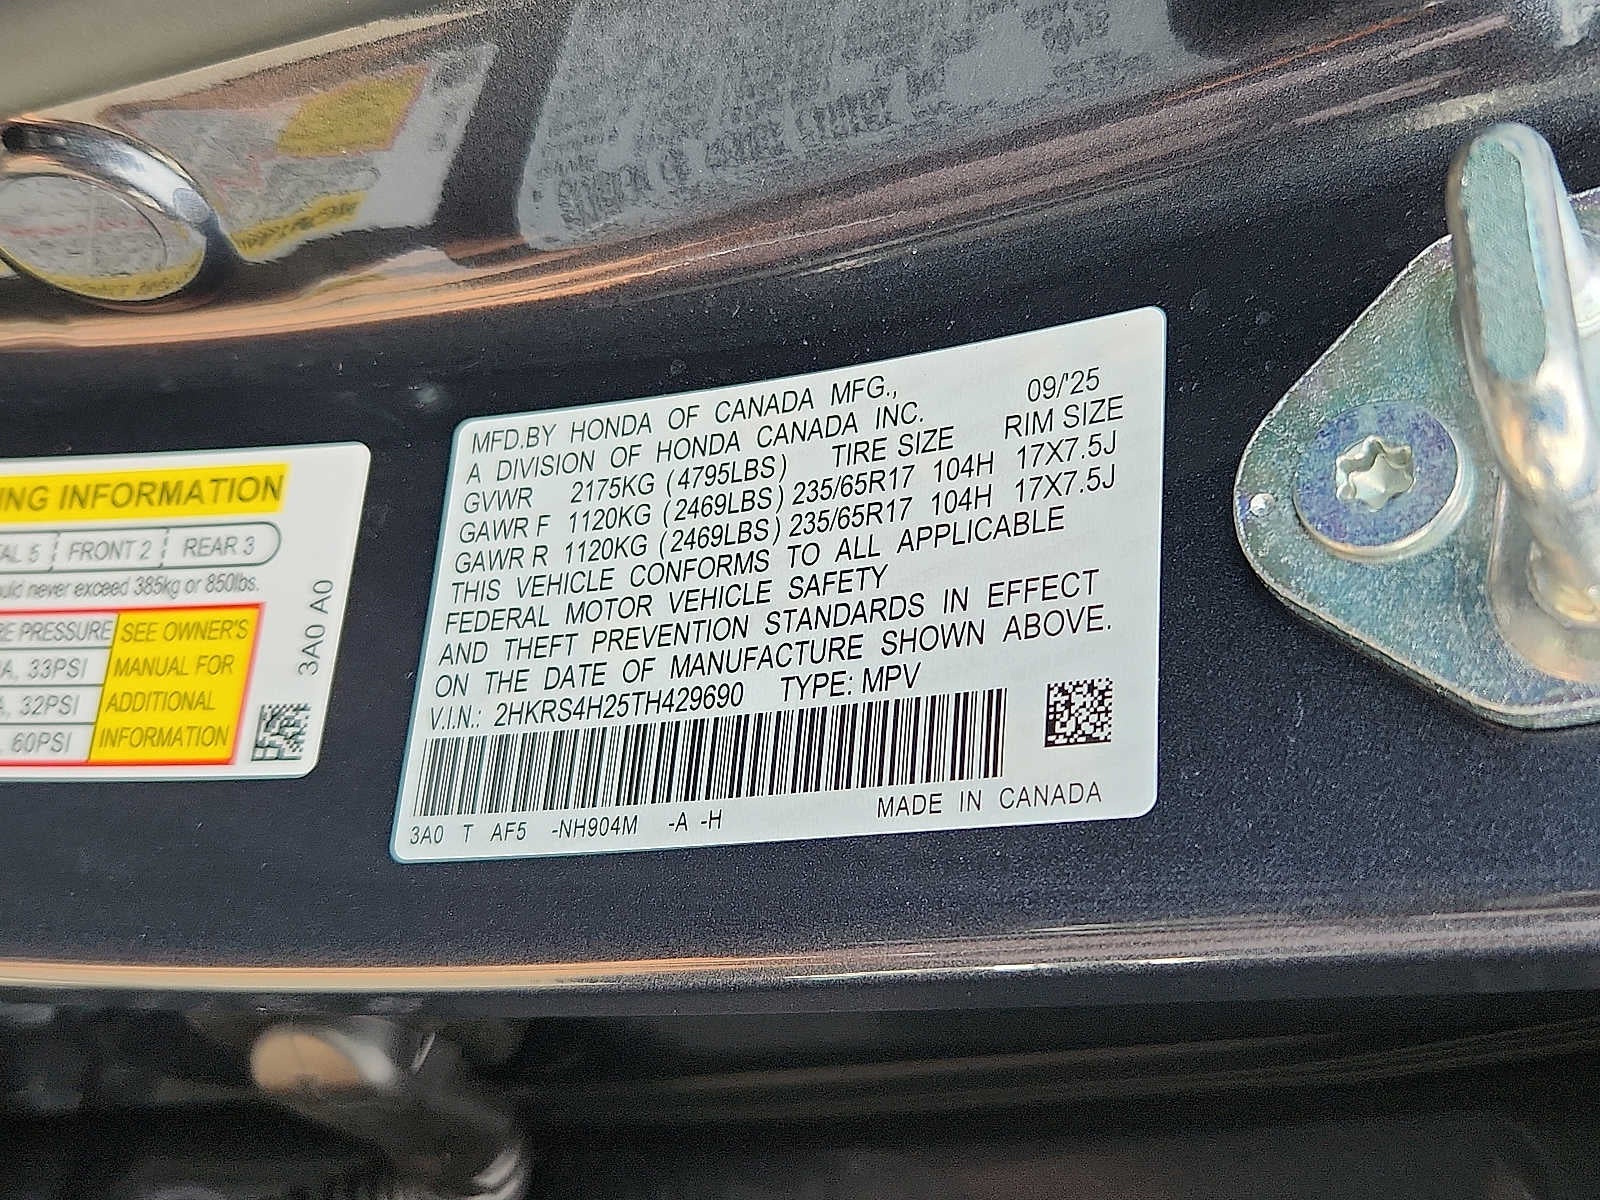 ING INFORMATION
TAL 5 FRONT 2 REAR 3
uld never exceed 385kg or 850lbs.
RE PRESSURE SEE OWNER'S
A, 33PSI MANUAL FOR
A, 32PSI ADDITIONAL
, 60PSI INFORMATION
3A0 A0
MFD.BY HONDA OF CANADA MFG., 09/'25
A DIVISION OF HONDA CANADA INC.
GVWR 2175KG (4795LBS) TIRE SIZE RIM SIZE
GAWR F 1120KG (2469LBS) 235/65R17 104H 17X7.5J
GAWR R 1120KG (2469LBS) 235/65R17 104H 17X7.5J
THIS VEHICLE CONFORMS TO ALL APPLICABLE
FEDERAL MOTOR VEHICLE SAFETY
AND THEFT PREVENTION STANDARDS IN EFFECT
ON THE DATE OF MANUFACTURE SHOWN ABOVE.
V.I.N.: 2HKRS4H25TH429690 TYPE: MPV
3A0 T AF5 -NH904M -A -H MADE IN CANADA